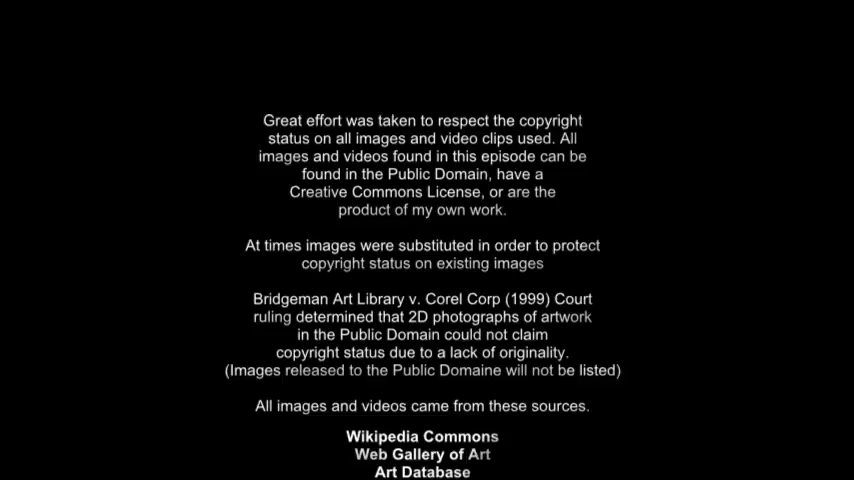 Great effort was taken to respect the copyright
status on all images and video clips used. All
images and videos found in this episode can be
found in the Public Domain, have a
Creative Commons License, or are the
product of my own work.
At times images were substituted in order to protect
copyright status on existing images
Bridgeman Art Library v. Corel Corp (1999) Court
ruling determined that 2D photographs of artwork
in the Public Domain could not claim
copyright status due to a lack of originality.
(Images released to the Public Domaine will not be listed)
All images and videos came from these sources.
Wikipedia Commons
Web Gallery of Art
Art Database